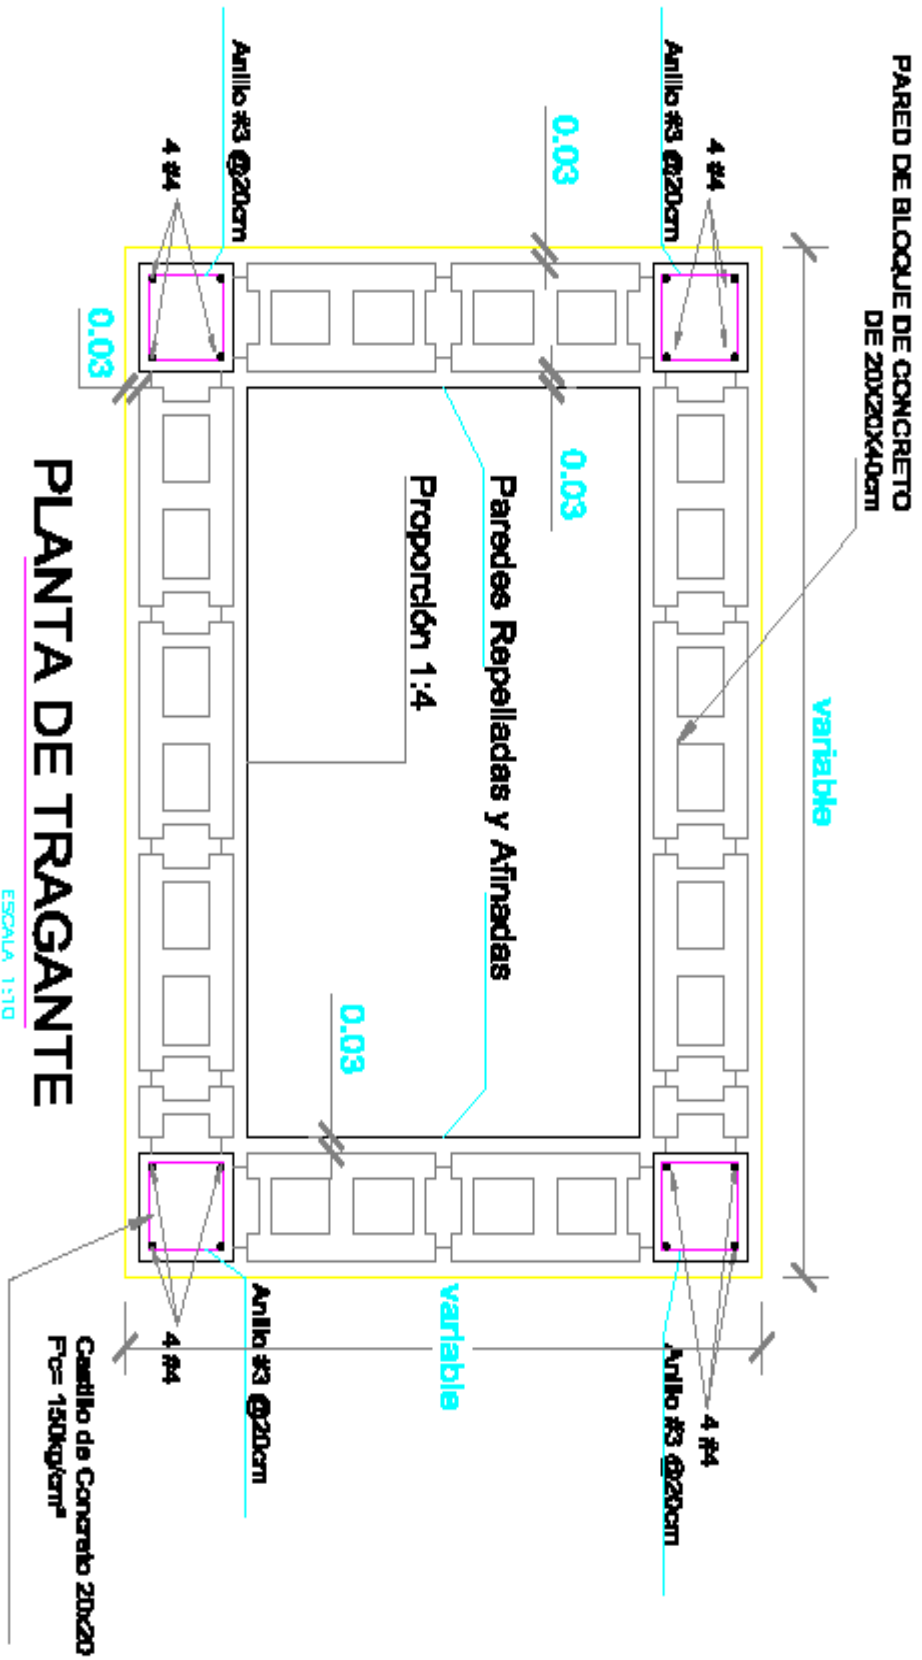 PARED DE BLOQUE DE CONCRETO
DE 20X20X40cm
variable
4 #4
Anillo #3 @20cm
4 #4
Anillo #3 @20cm
0.03
0.03
Paredes Repelladas y Afinadas
Proporción 1:4
0.03
variable
4 #4
Anillo #3 @20cm
0.03
4 #4
Anillo #3 @20cm
Castillo de Concreto 20x20
F'c= 150kg/cm²
PLANTA DE TRAGANTE
ESCALA 1:10